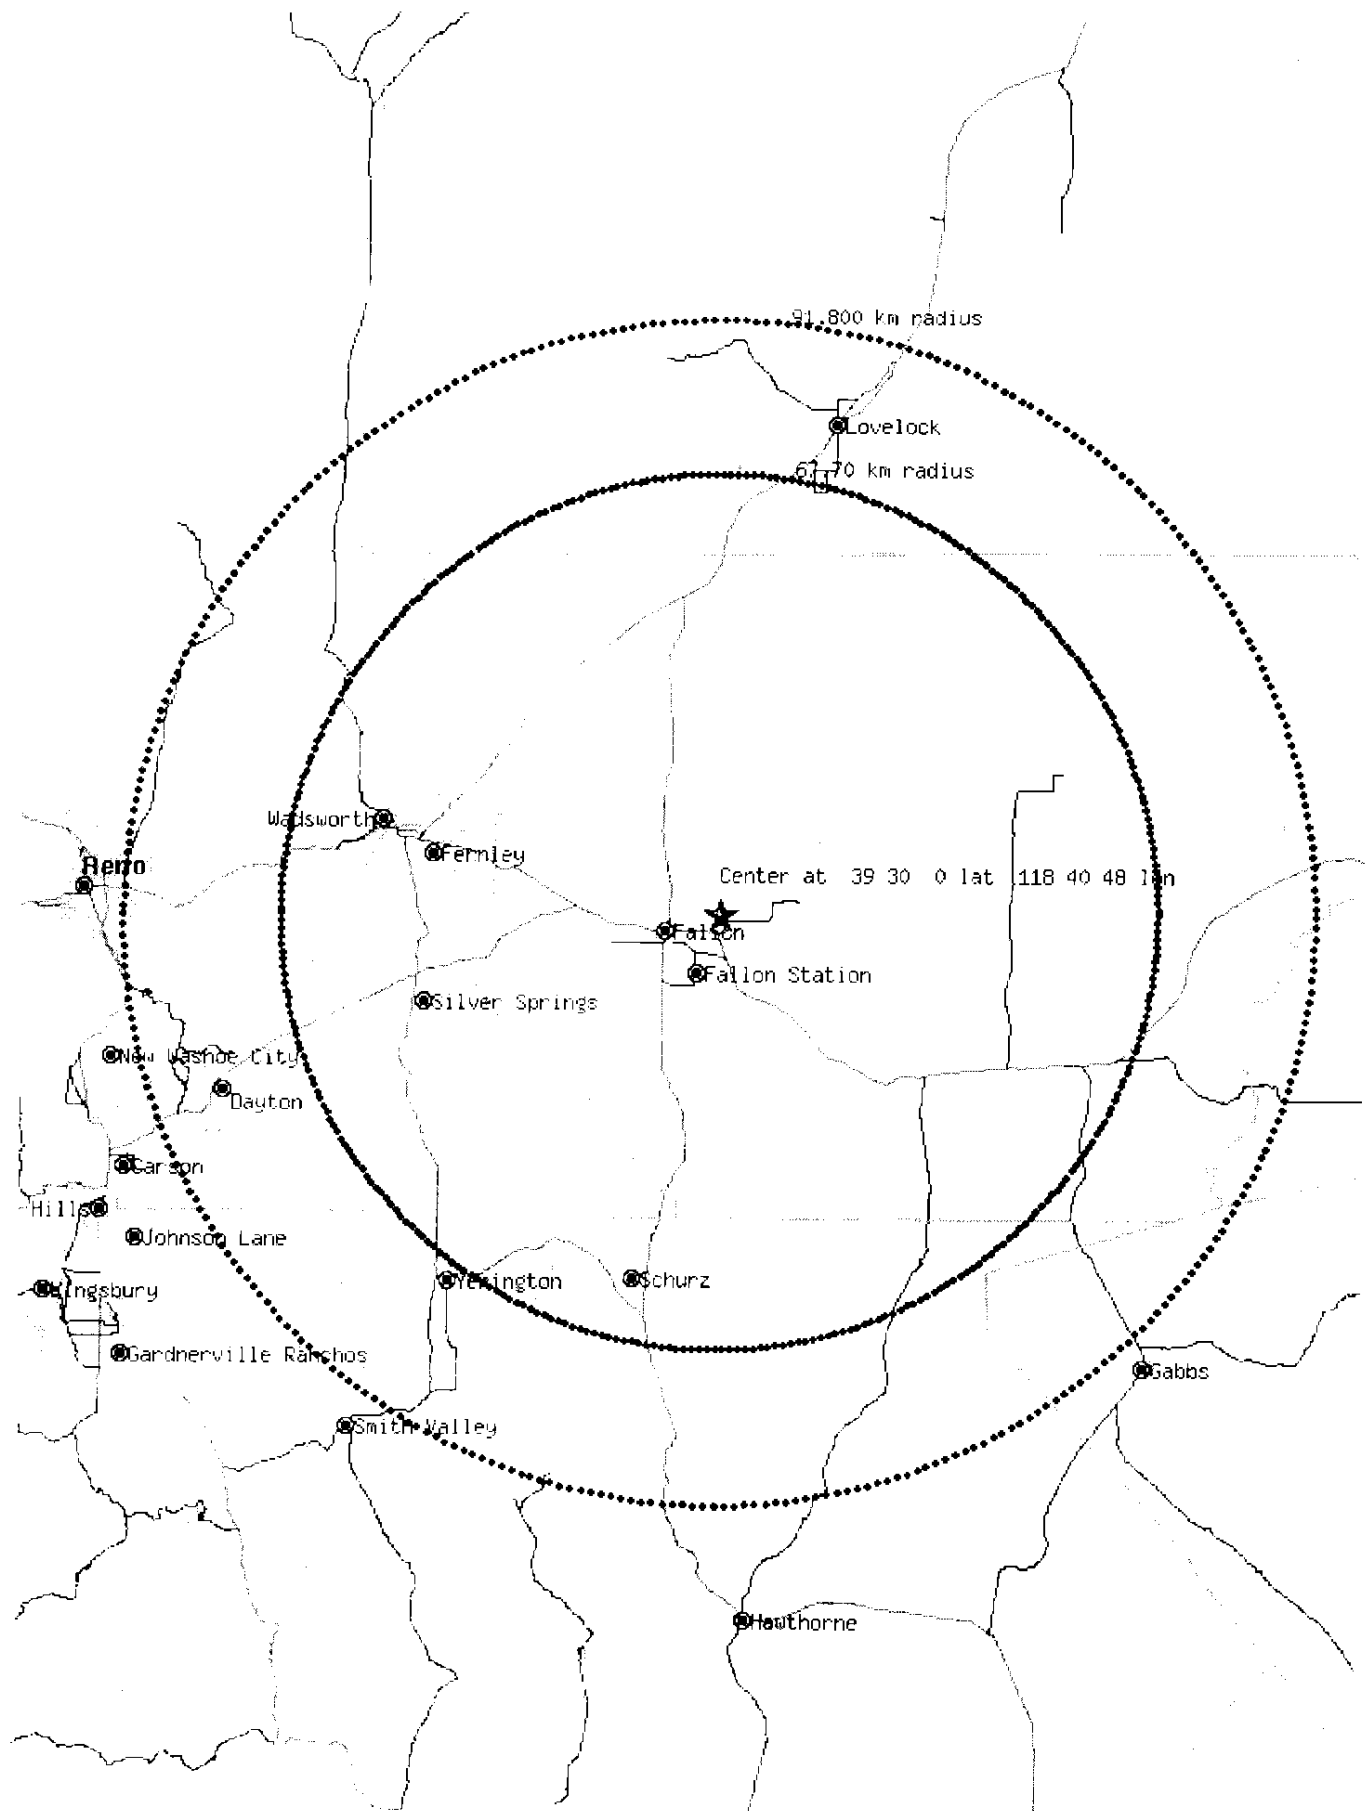 91.800 km radius
Lovelock
67.70 km radius
Wadsworth
Fernley
Reno
Center at 39 30 0 lat 118 40 48 lon
Fallon
Fallon Station
Silver Springs
New Washoe City
Dayton
Carson
Hills
Johnson Lane
Kingsbury
Yerington
Schurz
Gardnerville Ranchos
Gabbs
Smith Valley
Hawthorne